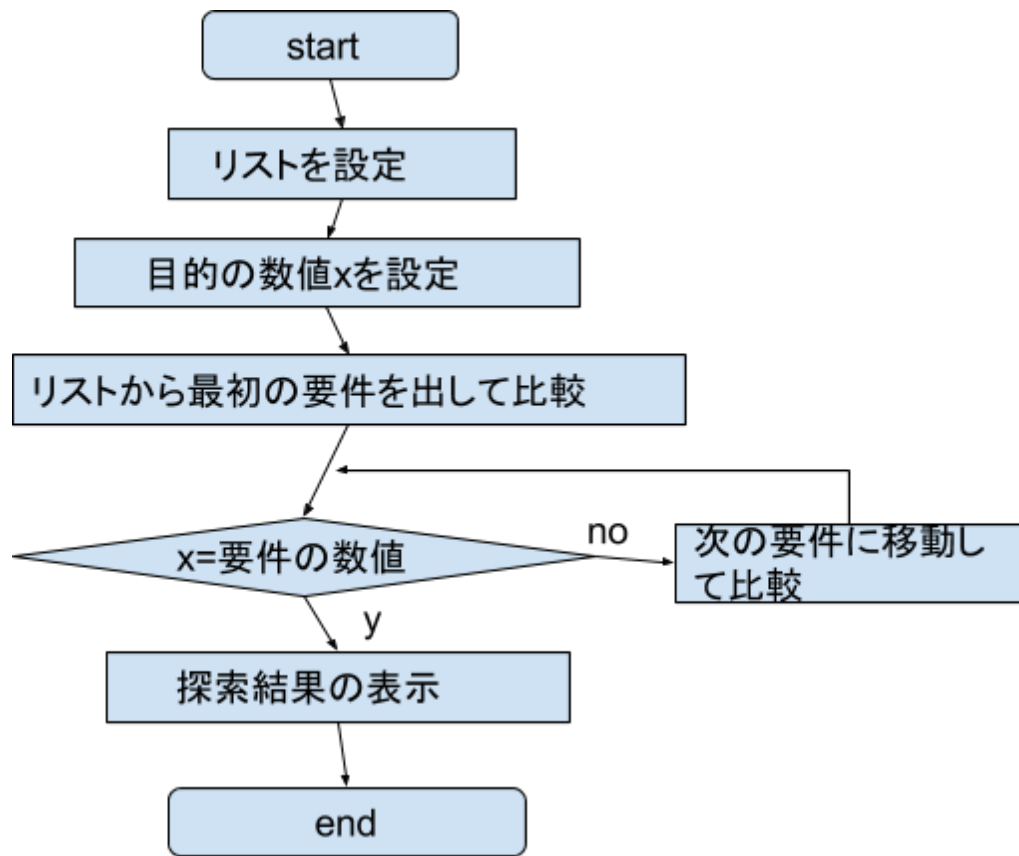 start
リストを設定
目的の数値xを設定
リストから最初の要件を出して比較
x=要件の数値
no
次の要件に移動し
て比較
y
探索結果の表示
end